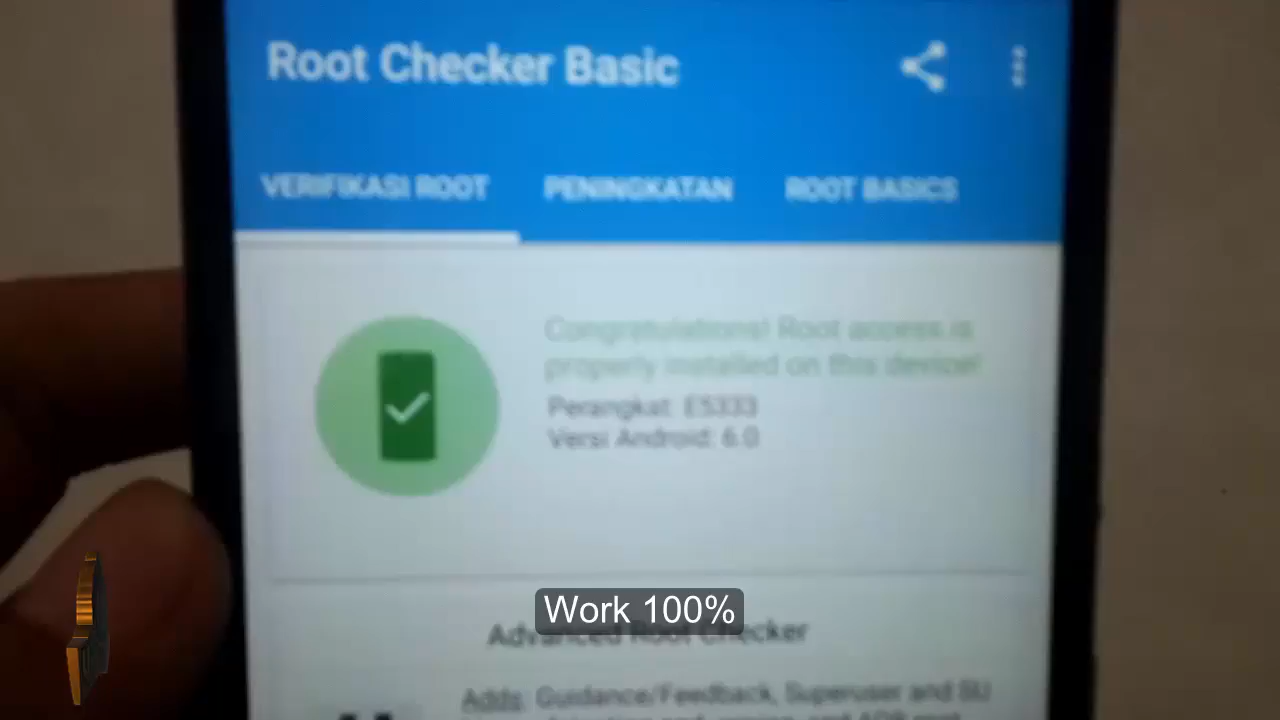 Root Checker Basic
VERIFIKASI ROOT PENINGKATAN ROOT BASICS
Congratulations! Root access is
properly installed on this device!
Perangkat: E5333
Versi Android: 6.0
Work 100%
Advanced Root Checker
Adds: Guidance/Feedback, Superuser and SU